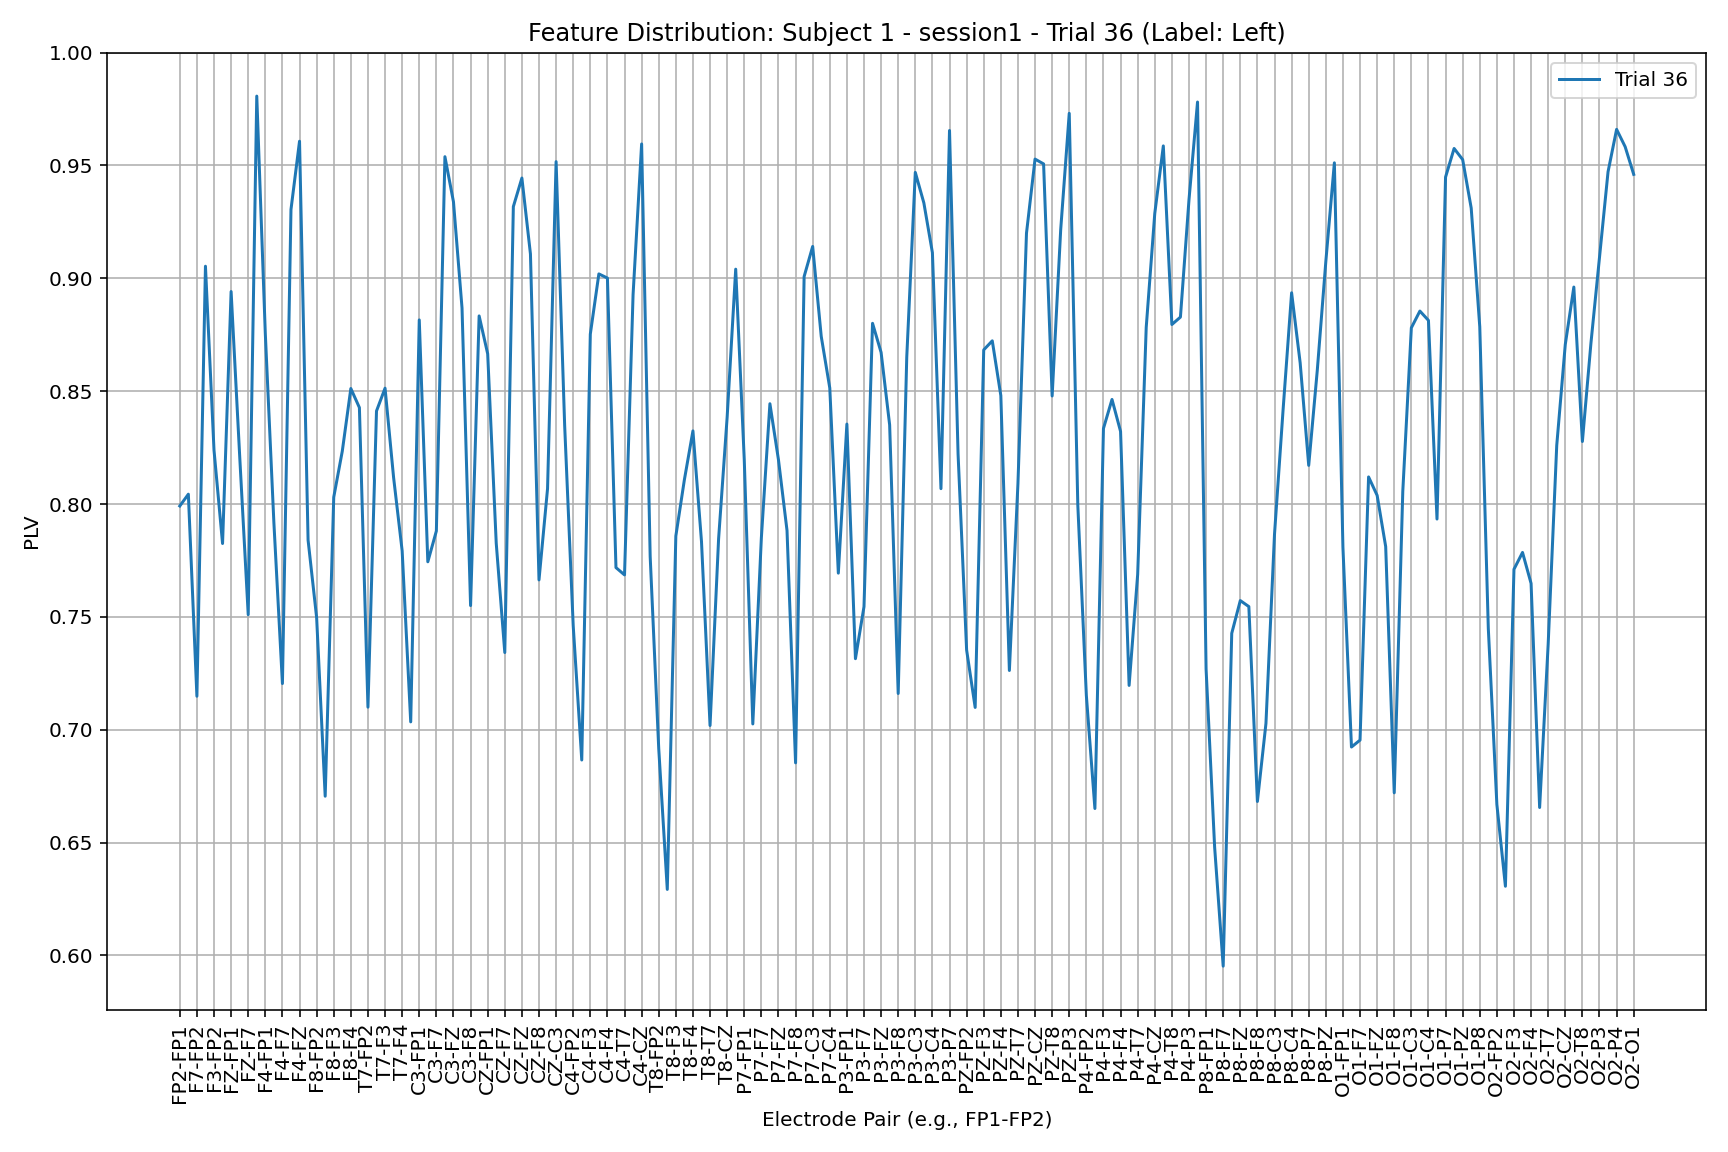 Feature Distribution: Subject 1 - session1 - Trial 36 (Label: Left)
Trial 36
1.00
0.95
0.90
0.85
0.80
0.75
0.70
0.65
0.60
PLV
FP2-FP1
F7-FP2
F3-FP2
FZ-FP1
FZ-F7
F4-FP1
F4-F7
F4-FZ
F8-FP2
F8-F3
F8-F4
T7-FP2
T7-F3
T7-F4
C3-FP1
C3-F7
C3-FZ
C3-F8
CZ-FP1
CZ-F7
CZ-FZ
CZ-F8
CZ-C3
C4-FP2
C4-F3
C4-F4
C4-T7
C4-CZ
T8-FP2
T8-F3
T8-F4
T8-T7
T8-CZ
P7-FP1
P7-F7
P7-FZ
P7-F8
P7-C3
P7-C4
P3-FP1
P3-F7
P3-FZ
P3-F8
P3-C3
P3-C4
P3-P7
PZ-FP2
PZ-F3
PZ-F4
PZ-T7
PZ-CZ
PZ-T8
PZ-P3
P4-FP2
P4-F3
P4-F4
P4-T7
P4-CZ
P4-T8
P4-P3
P8-FP1
P8-F7
P8-FZ
P8-F8
P8-C3
P8-C4
P8-P7
P8-PZ
O1-FP1
O1-F7
O1-FZ
O1-F8
O1-C3
O1-C4
O1-P7
O1-PZ
O1-P8
O2-FP2
O2-F3
O2-F4
O2-T7
O2-CZ
O2-T8
O2-P3
O2-P4
O2-O1
Electrode Pair (e.g., FP1-FP2)